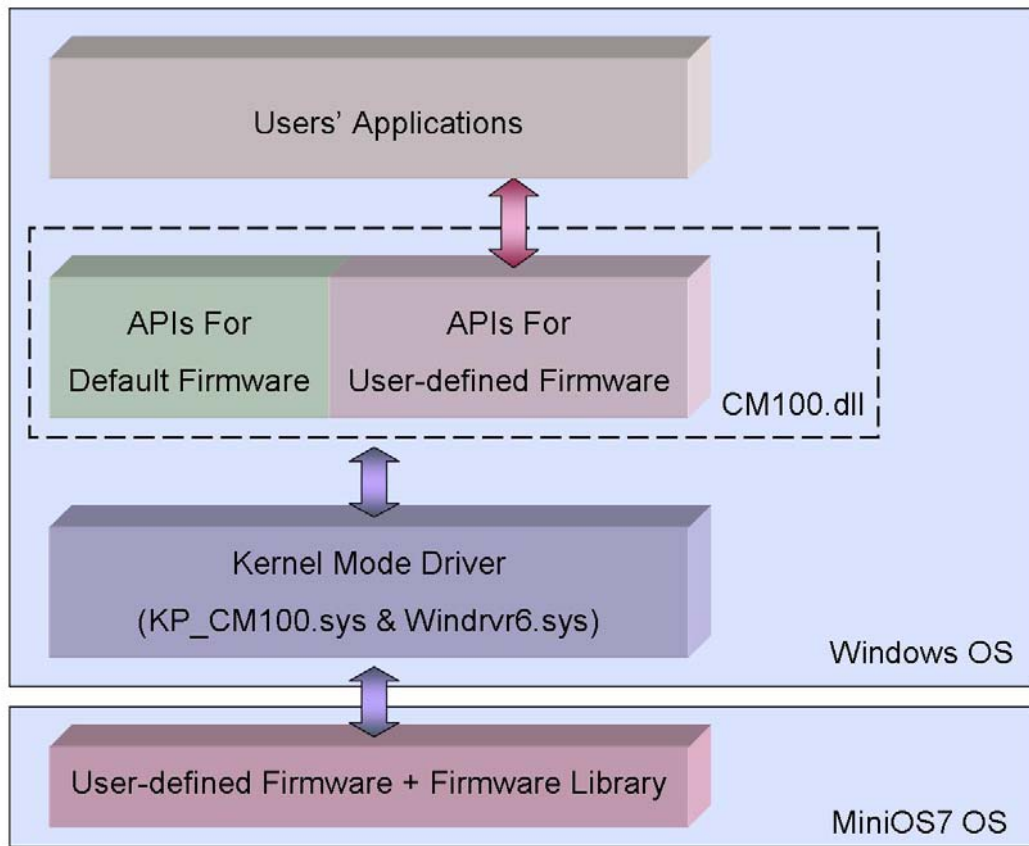 Users' Applications
APIs For
Default Firmware
APIs For
User-defined Firmware
CM100.dll
Kernel Mode Driver
(KP_CM100.sys & Windrvr6.sys)
Windows OS
User-defined Firmware + Firmware Library
MiniOS7 OS